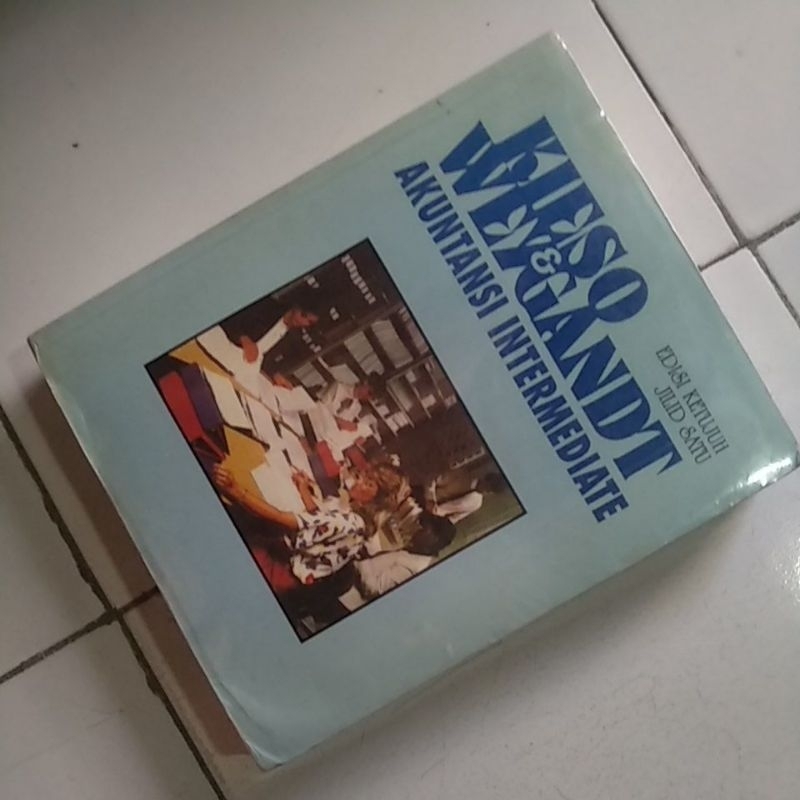 EDISI KETUJUH
JILID SATU
KIESO
&
WEYGANDT
AKUNTANSI INTERMEDIATE